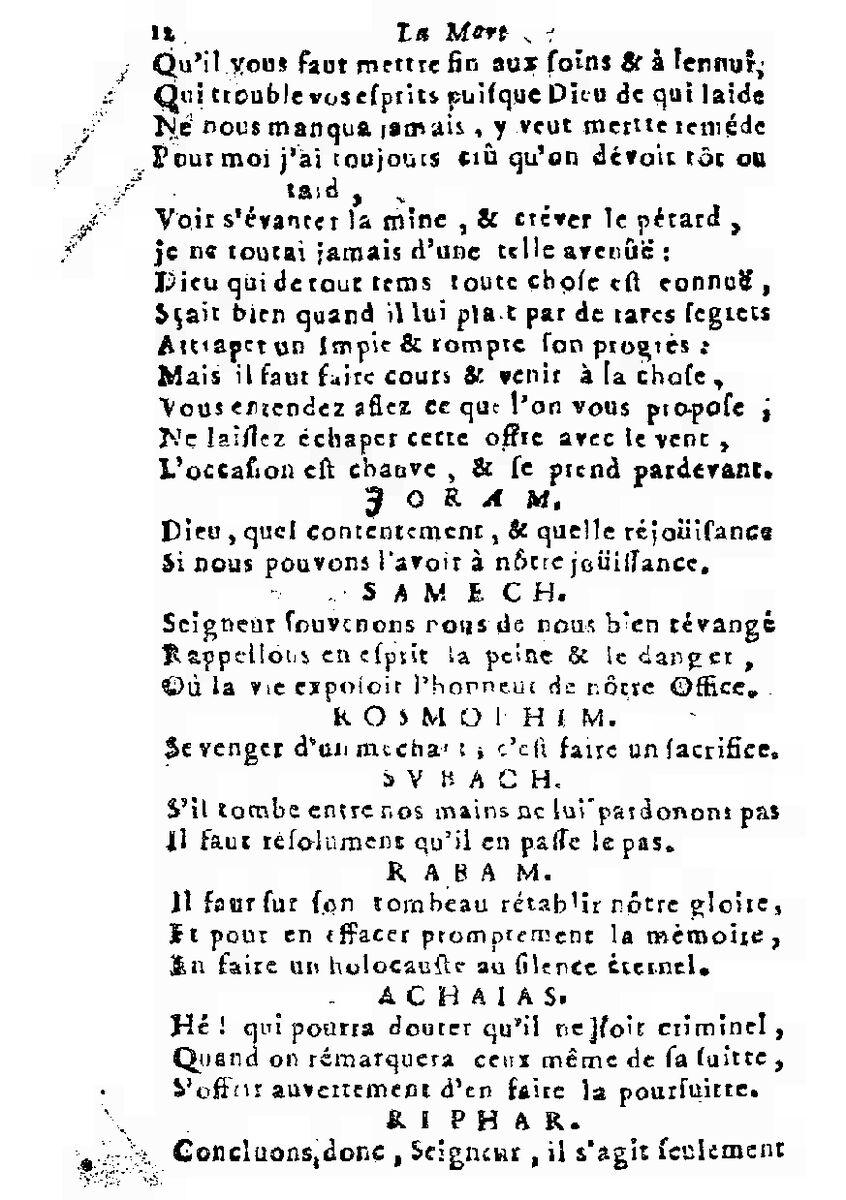 12 La Mort
Qu'il vous faut mettre fin aux ſoins & à lennui,
Qui trouble vos eſprits puiſque Dieu de qui laide
Ne nous manqua jamais, y veut mettre reméde
Pour moi j'ai toujours crû qu'on dévoit tôt ou
tard,
Voir s'évanter la mine, & créver le pétard,
je ne toutai jamais d'une telle avenûë:
Dieu qui de tout tems toute choſe eſt connuë,
Sçait bien quand il lui plait par de rares ſegrets
Attraper un Impie & rompre ſon progrès:
Mais il faut faire cours & venir à la choſe,
Vous entendez aſſez ce que l'on vous propoſe;
Ne laiſſez échaper cette offre avec le vent,
L'occaſion eſt chauve, & ſe prend pardevant.
JORAM.
Dieu, quel contentement, & quelle réjoüiſance
Si nous pouvons l'avoir à nôtre joüiſſance.
SAMECH.
Seigneur ſouvenons nous de nous bien révangé
Rappellous en eſprit la peine & le danger,
Où la vie expoſoit l'honneur de nôtre Office.
ROSMOPHIM.
Se venger d'un mechant; c'eſt faire un ſacrifice.
SVBACH.
S'il tombe entre nos mains ne lui pardonons pas
Il faut réſolument qu'il en paſſe le pas.
RABAM.
Il faut ſur ſon tombeau rétablir nôtre gloire,
Et pour en effacer promptement la mémoire,
En faire un holocauſte au ſilence éternel.
ACHAIAS.
Hé! qui pourra douter qu'il ne ſoit criminel,
Quand on rémarquera ceux même de ſa ſuitte,
S'offrir auvertement d'en faire la pourſuitte.
RIPHAR.
Concluons, donc, Seigneur, il s'agit ſeulement